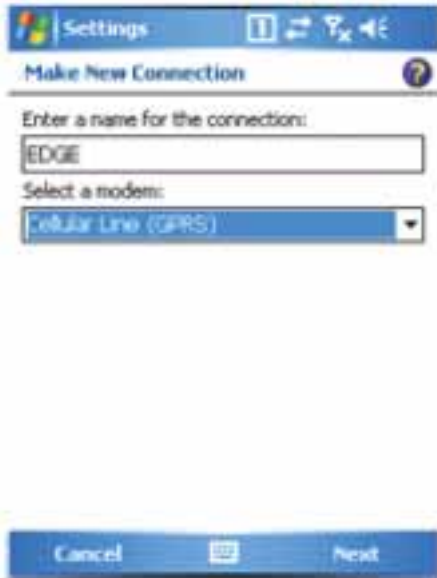 Settings
Make New Connection
Enter a name for the connection:
EDGE
Select a modem:
Cellular Line (GPRS)
Cancel Next